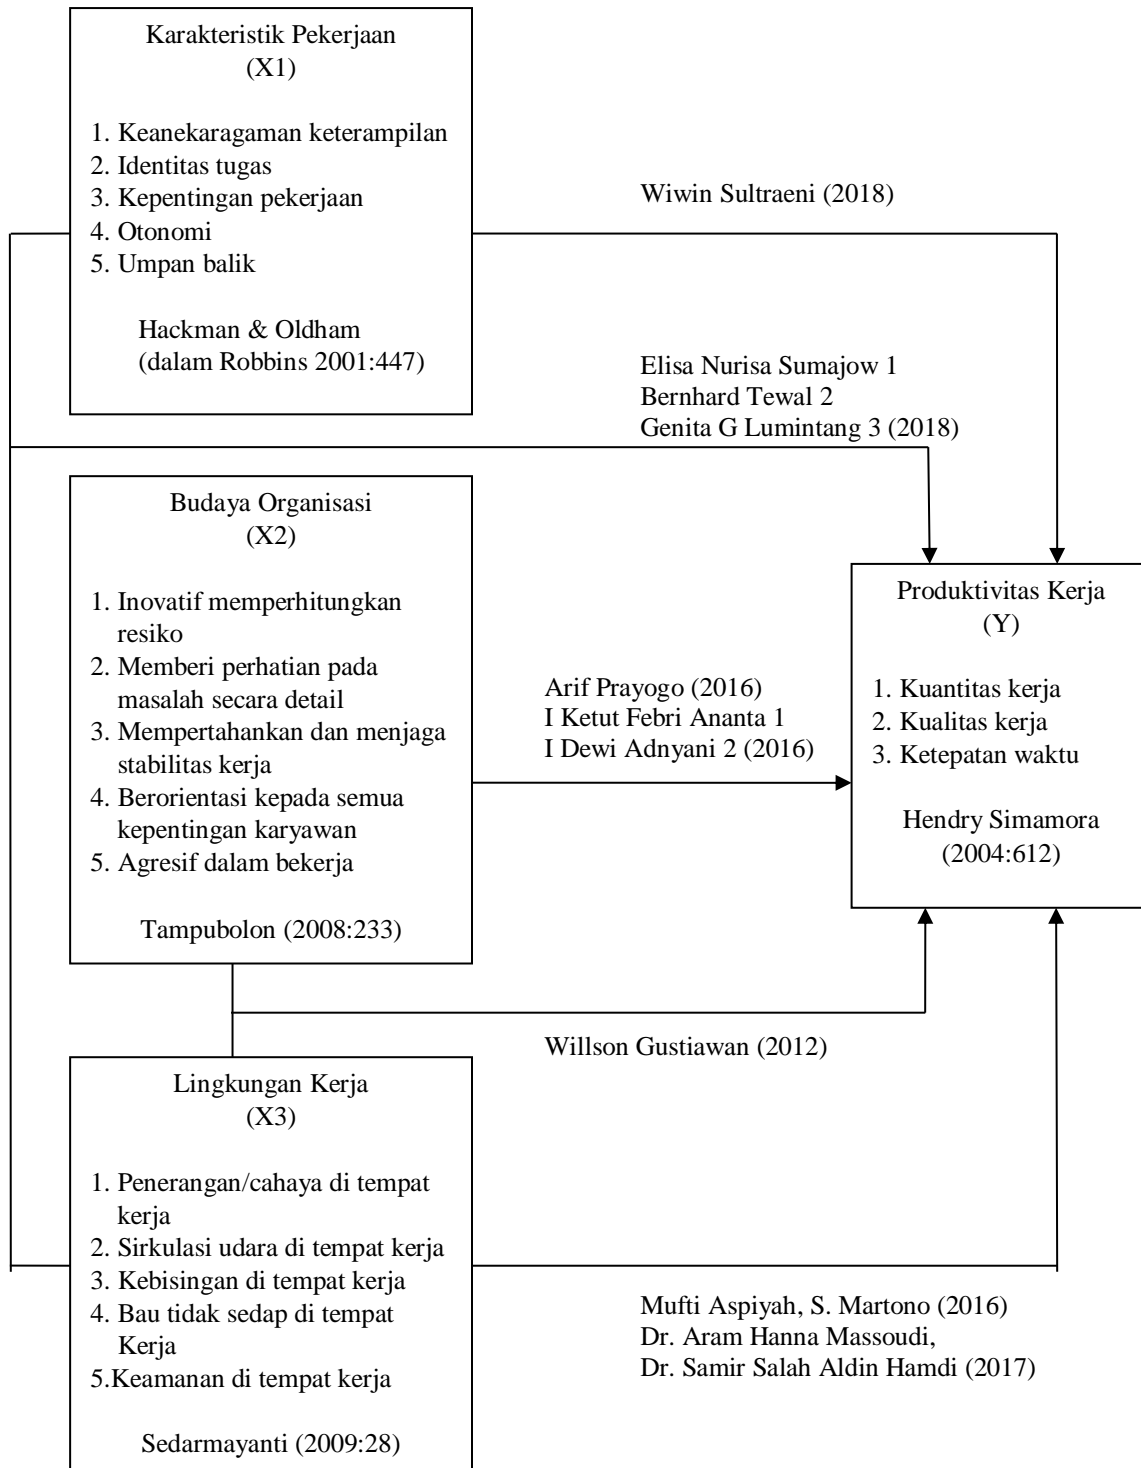 Karakteristik Pekerjaan
(X1)
1. Keanekaragaman keterampilan
2. Identitas tugas
3. Kepentingan pekerjaan
4. Otonomi
5. Umpan balik
Hackman & Oldham
(dalam Robbins 2001:447)
Wiwin Sultraeni (2018)
Elisa Nurisa Sumajow 1
Bernhard Tewal 2
Genita G Lumintang 3 (2018)
Budaya Organisasi
(X2)
1. Inovatif memperhitungkan
resiko
2. Memberi perhatian pada
masalah secara detail
3. Mempertahankan dan menjaga
stabilitas kerja
4. Berorientasi kepada semua
kepentingan karyawan
5. Agresif dalam bekerja
Tampubolon (2008:233)
Arif Prayogo (2016)
I Ketut Febri Ananta 1
I Dewi Adnyani 2 (2016)
Produktivitas Kerja
(Y)
1. Kuantitas kerja
2. Kualitas kerja
3. Ketepatan waktu
Hendry Simamora
(2004:612)
Willson Gustiawan (2012)
Lingkungan Kerja
(X3)
1. Penerangan/cahaya di tempat
kerja
2. Sirkulasi udara di tempat kerja
3. Kebisingan di tempat kerja
4. Bau tidak sedap di tempat
Kerja
5.Keamanan di tempat kerja
Sedarmayanti (2009:28)
Mufti Aspiyah, S. Martono (2016)
Dr. Aram Hanna Massoudi,
Dr. Samir Salah Aldin Hamdi (2017)